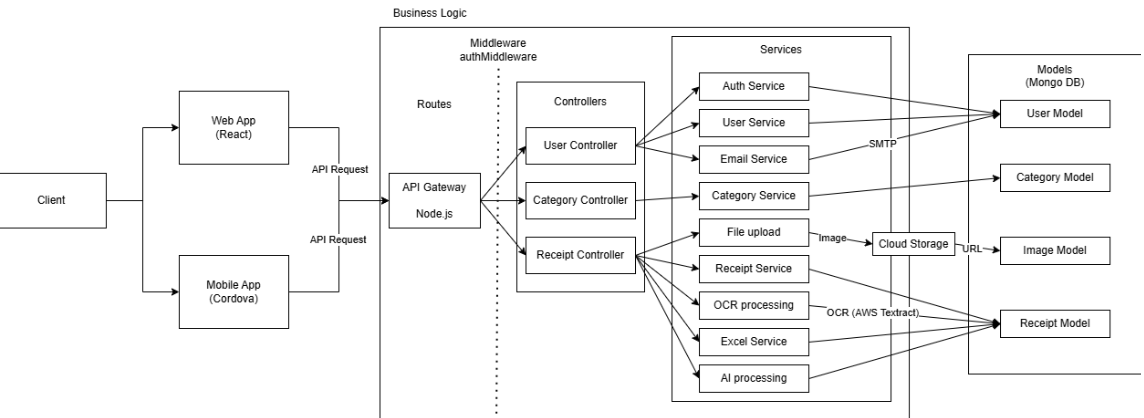 Business Logic
Middleware
authMiddleware
Services
Models
(Mongo DB)
Routes
Controllers
Client
Web App
(React)
Mobile App
(Cordova)
API Request
API Request
API Gateway
Node.js
User Controller
Category Controller
Receipt Controller
Auth Service
User Service
Email Service
Category Service
File upload
Receipt Service
OCR processing
Excel Service
AI processing
SMTP
Image
Cloud Storage
URL
OCR (AWS Textract)
User Model
Category Model
Image Model
Receipt Model